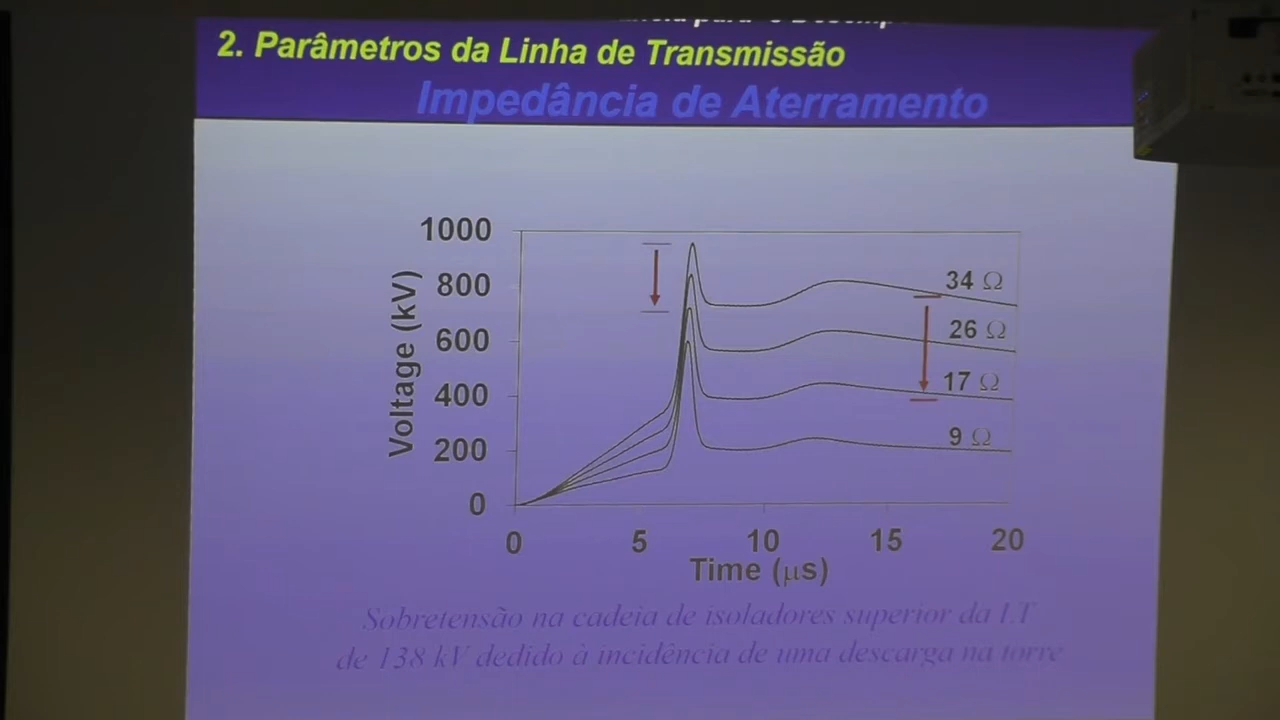 2. Parâmetros da Linha de Transmissão
Impedância de Aterramento
1000
800
600
400
200
0
Voltage (kV)
34 Ω
26 Ω
17 Ω
9 Ω
0 5 10 15 20
Time (μs)
Sobretensão na cadeia de isoladores superior da LT
de 138 kV dedido à incidência de uma descarga na torre